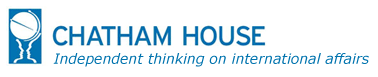 CHATHAM HOUSE
Independent thinking on international affairs